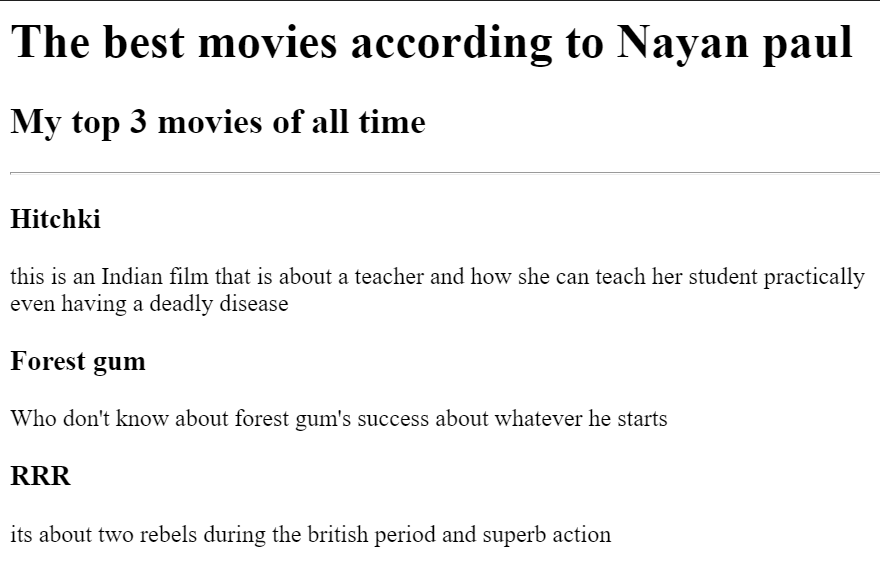 The best movies according to Nayan paul
My top 3 movies of all time
Hitchki
this is an Indian film that is about a teacher and how she can teach her student practically
even having a deadly disease
Forest gum
Who don't know about forest gum's success about whatever he starts
RRR
its about two rebels during the british period and superb action